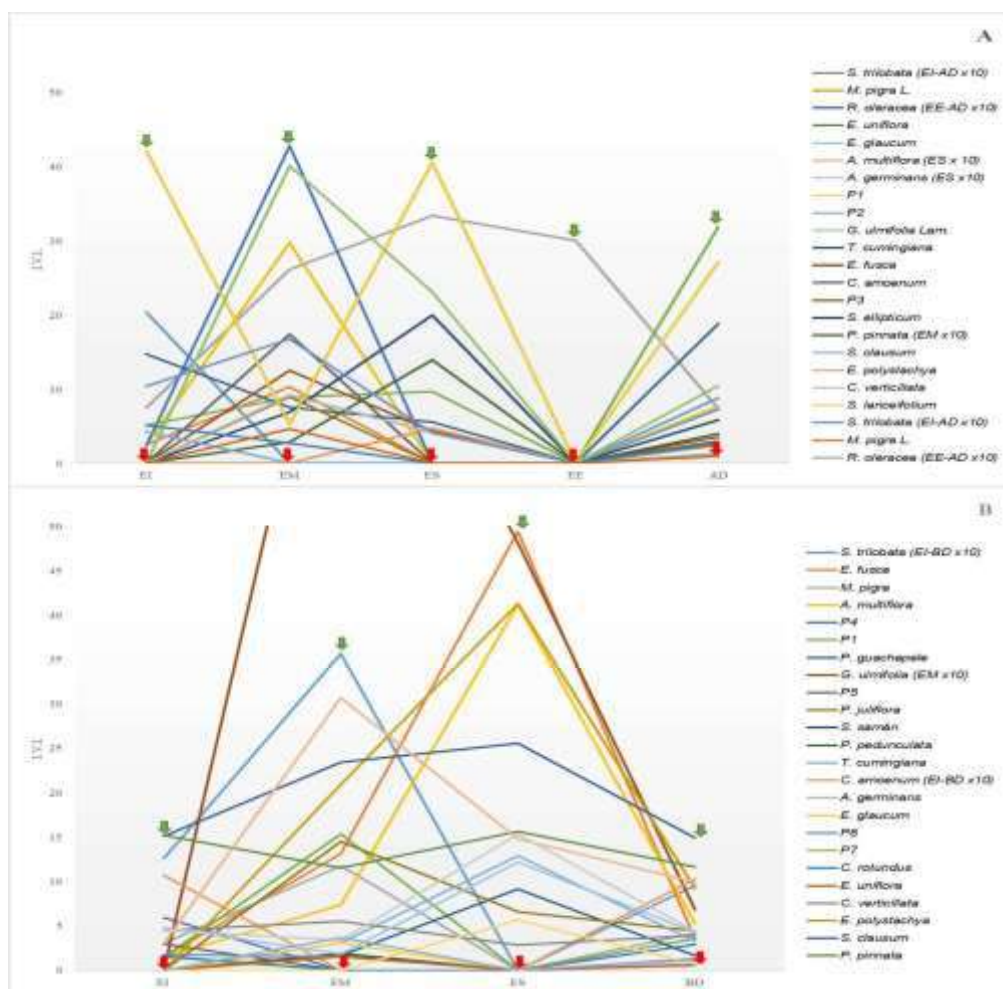 A
50
40
30
20
10
0
IVI
EI EM ES EE AD
S. trilobata (EI-AD x10)
M. pigra L.
R. oleracea (EE-AD x10)
E. uniflora
E. glaucum
A. multiflora (ES x 10)
A. germinans (ES x10)
P1
P2
G. ulmifolia Lam.
T. cumingiana
E. fusca
C. amoenum
P3
S. ellipticum
P. pinnata (EM x10)
S. clausum
E. polystachya
C. verticillata
S. lanceifolium
S. trilobata (EI-AD x10)
M. pigra L.
R. oleracea (EE-AD x10)
B
50
45
40
35
30
25
20
15
10
5
0
IVI
EI EM ES BD
S. trilobata (EI-BD x10)
E. fusca
M. pigra
A. multiflora
P4
P1
P. guachapele
G. ulmifolia (EM x10)
P5
P. juliflora
S. samán
P. pedunculata
T. cumingiana
C. amoenum (EI-BD x10)
A. germinans
E. glaucum
P6
P7
C. rotundus
E. uniflora
C. verticillata
E. polystachya
S. clausum
P. pinnata